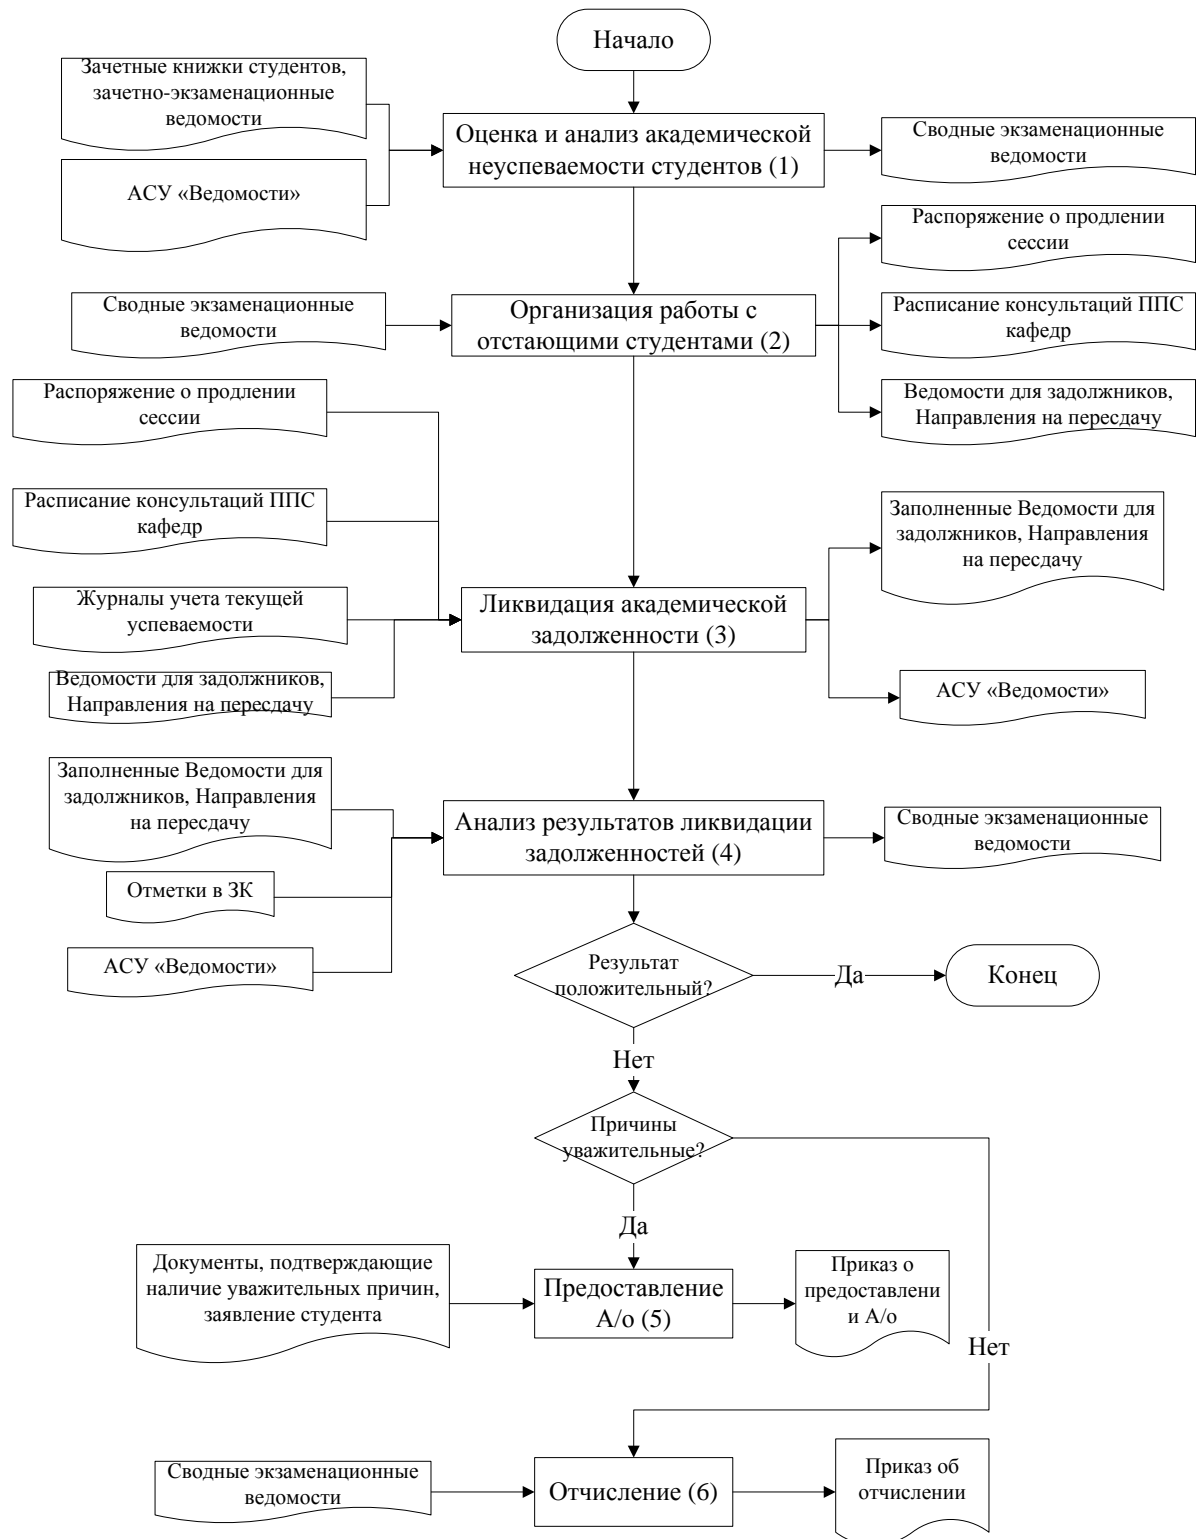 Начало
Зачетные книжки студентов,
зачетно-экзаменационные
ведомости
Оценка и анализ академической
неуспеваемости студентов (1)
Сводные экзаменационные
ведомости
АСУ «Ведомости»
Распоряжение о продлении
сессии
Сводные экзаменационные
ведомости
Организация работы с
отстающими студентами (2)
Расписание консультаций ППС
кафедр
Ведомости для задолжников,
Направления на пересдачу
Распоряжение о продлении
сессии
Расписание консультаций ППС
кафедр
Заполненные Ведомости для
задолжников, Направления
на пересдачу
Журналы учета текущей
успеваемости
Ликвидация академической
задолженности (3)
Ведомости для задолжников,
Направления на пересдачу
АСУ «Ведомости»
Заполненные Ведомости для
задолжников, Направления
на пересдачу
Анализ результатов ликвидации
задолженностей (4)
Сводные экзаменационные
ведомости
Отметки в ЗК
АСУ «Ведомости»
Результат
положительный?
Да
Конец
Нет
Причины
уважительные?
Да
Документы, подтверждающие
наличие уважительных причин,
заявление студента
Предоставление
А/о (5)
Приказ о
предоставлени
и А/о
Нет
Сводные экзаменационные
ведомости
Отчисление (6)
Приказ об
отчислении